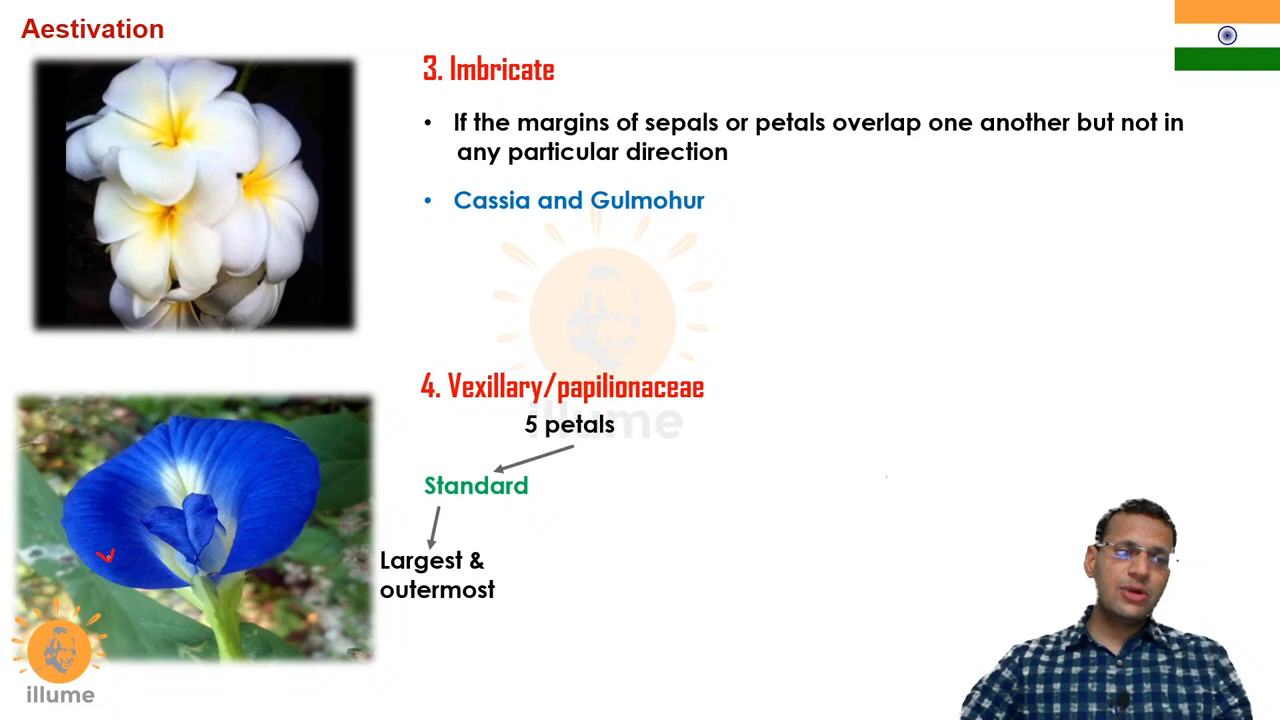 Aestivation
3. Imbricate
• If the margins of sepals or petals overlap one another but not in
any particular direction
• Cassia and Gulmohur
4. Vexillary/papilionaceae
illume
5 petals
Standard
Largest &
outermost
illume